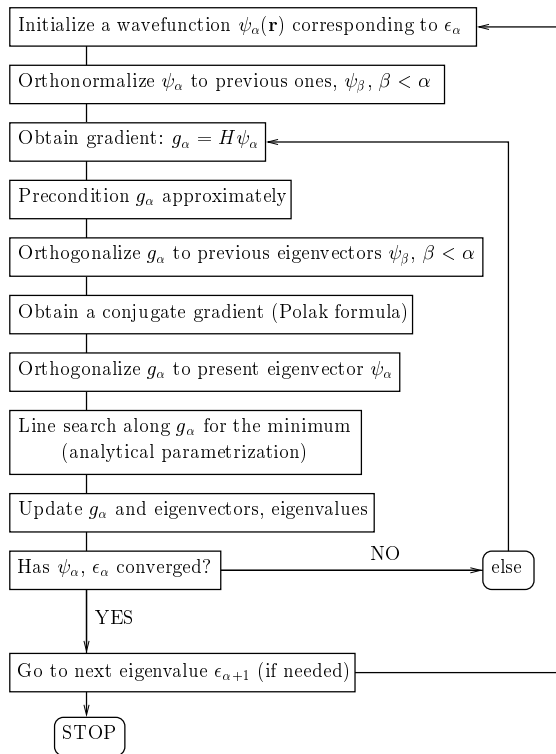 Initialize a wavefunction ψα(r) corresponding to ϵα
Orthonormalize ψα to previous ones, ψβ, β < α
Obtain gradient: gα = Hψα
Precondition gα approximately
Orthogonalize gα to previous eigenvectors ψβ, β < α
Obtain a conjugate gradient (Polak formula)
Orthogonalize gα to present eigenvector ψα
Line search along gα for the minimum
(analytical parametrization)
Update gα and eigenvectors, eigenvalues
Has ψα, ϵα converged?
NO
else
YES
Go to next eigenvalue ϵα+1 (if needed)
STOP